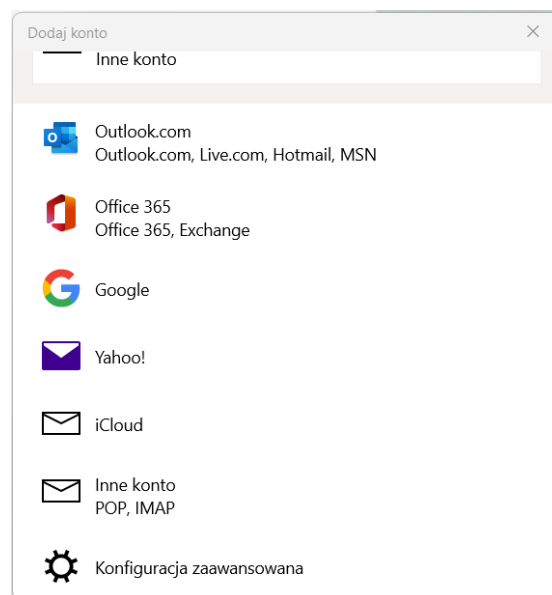 Dodaj konto
Inne konto
Outlook.com
Outlook.com, Live.com, Hotmail, MSN
Office 365
Office 365, Exchange
Google
Yahoo!
iCloud
Inne konto
POP, IMAP
Konfiguracja zaawansowana